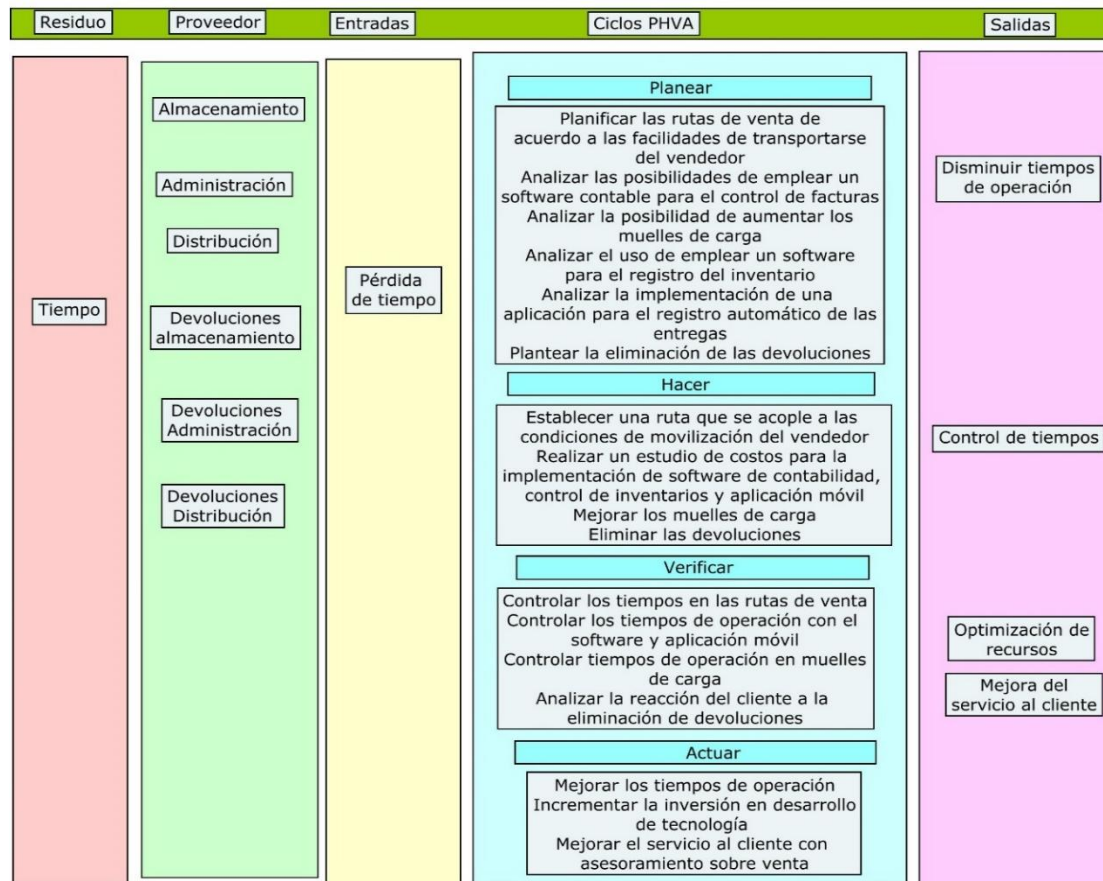 Residuo
Proveedor
Entradas
Ciclos PHVA
Salidas
Tiempo
Almacenamiento
Administración
Distribución
Devoluciones
almacenamiento
Devoluciones
Administración
Devoluciones
Distribución
Pérdida
de tiempo
Planear
Planificar las rutas de venta de
acuerdo a las facilidades de transportarse
del vendedor
Analizar las posibilidades de emplear un
software contable para el control de facturas
Analizar la posibilidad de aumentar los
muelles de carga
Analizar el uso de emplear un software
para el registro del inventario
Analizar la implementación de una
aplicación para el registro automático de las
entregas
Plantear la eliminación de las devoluciones
Hacer
Establecer una ruta que se acople a las
condiciones de movilización del vendedor
Realizar un estudio de costos para la
implementación de software de contabilidad,
control de inventarios y aplicación móvil
Mejorar los muelles de carga
Eliminar las devoluciones
Verificar
Controlar los tiempos en las rutas de venta
Controlar los tiempos de operación con el
software y aplicación móvil
Controlar tiempos de operación en muelles
de carga
Analizar la reacción del cliente a la
eliminación de devoluciones
Actuar
Mejorar los tiempos de operación
Incrementar la inversión en desarrollo
de tecnología
Mejorar el servicio al cliente con
asesoramiento sobre venta
Disminuir tiempos
de operación
Control de tiempos
Optimización de
recursos
Mejora del
servicio al cliente